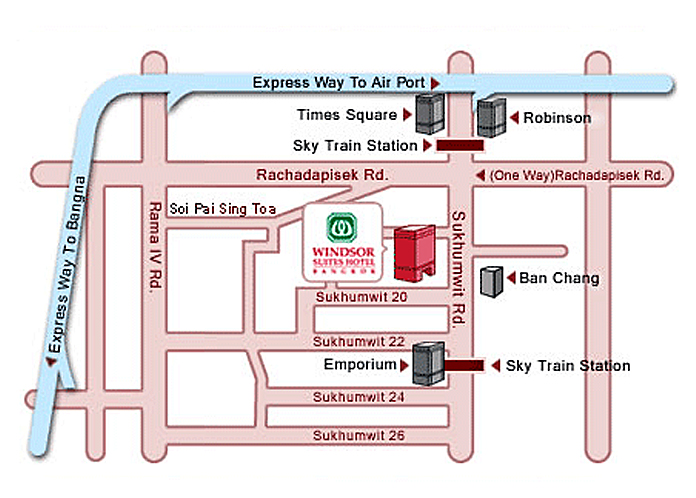 Express Way To Air Port
Times Square
Robinson
Sky Train Station
Rachadapisek Rd.
(One Way)Rachadapisek Rd.
Express Way To Bangna
Rama IV Rd.
Soi Pai Sing Toa
WINDSOR
SUITES HOTEL
BANGKOK
Sukhumwit Rd.
Ban Chang
Sukhumwit 20
Sukhumwit 22
Emporium
Sky Train Station
Sukhumwit 24
Sukhumwit 26